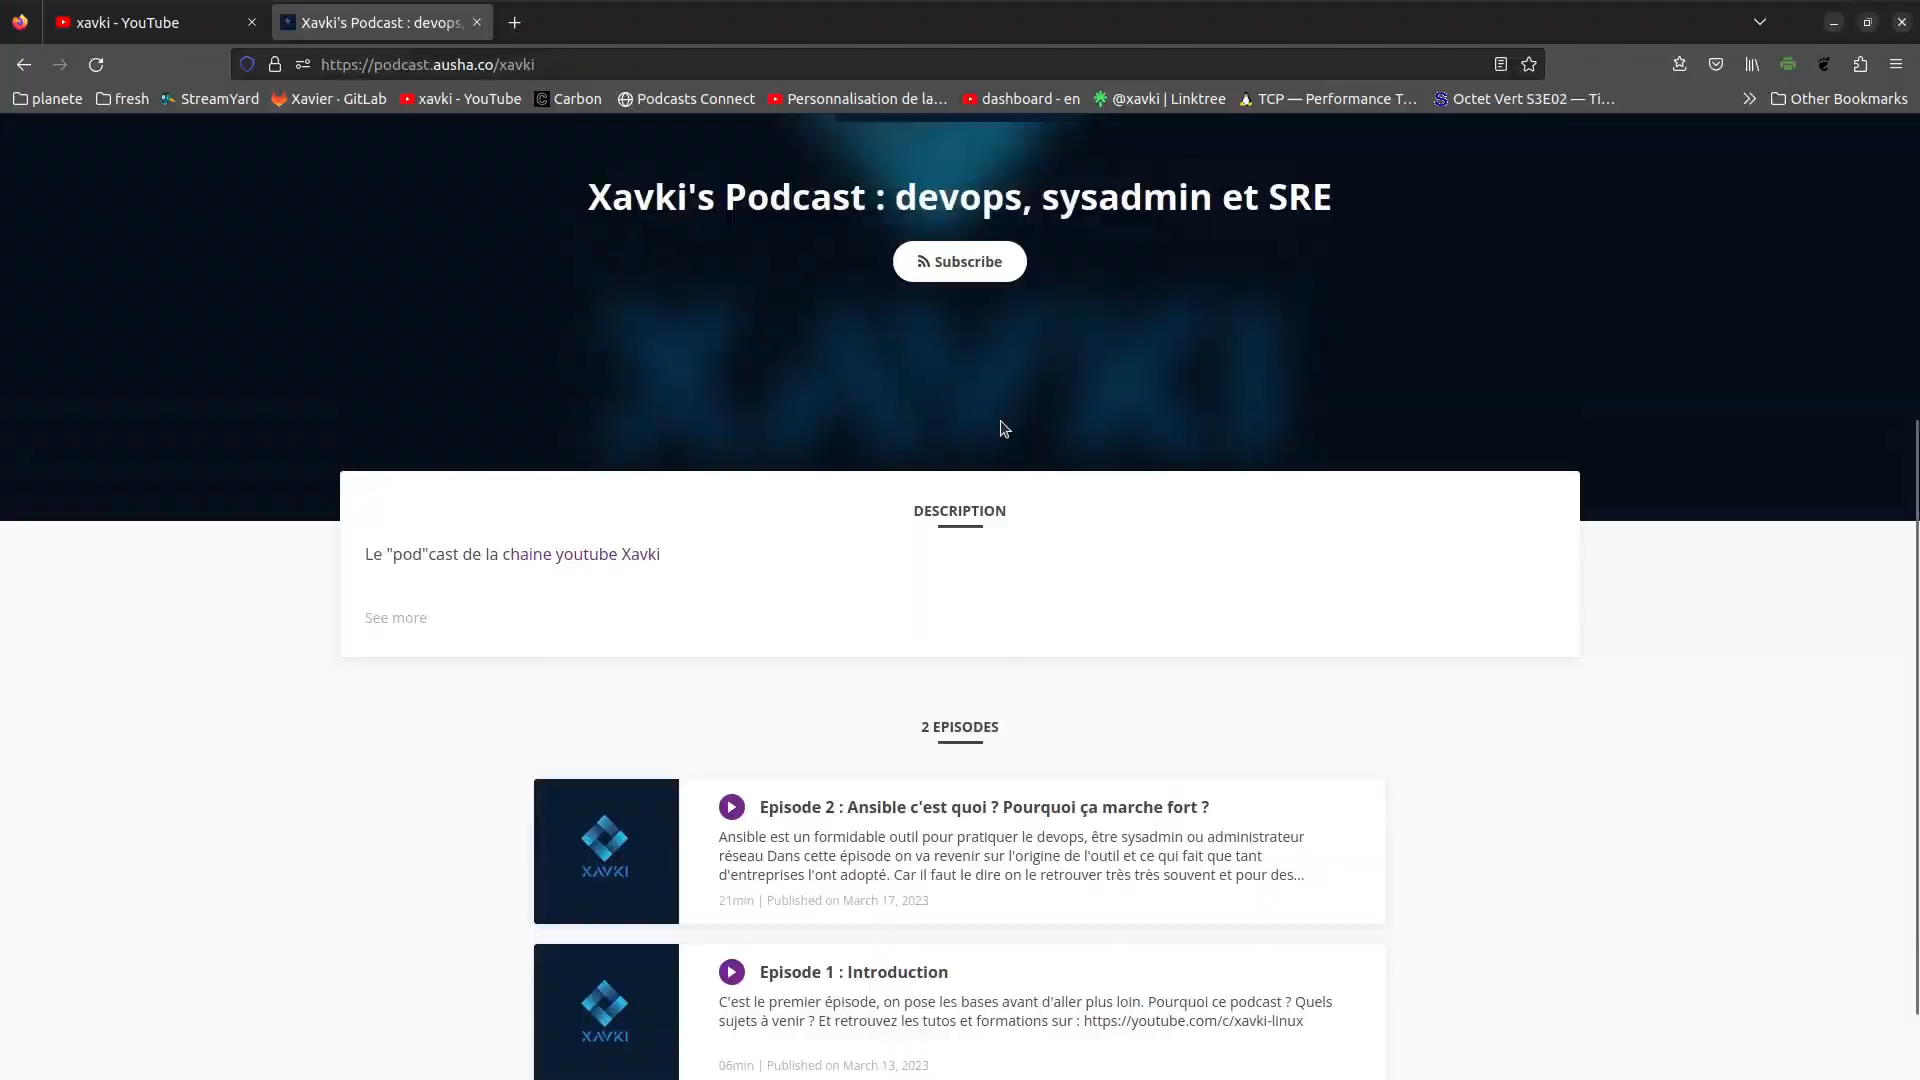 xavki - YouTube
Xavki's Podcast : devops,
https://podcast.ausha.co/xavki
planete
fresh
StreamYard
Xavier · GitLab
xavki - YouTube
Carbon
Podcasts Connect
Personnalisation de la…
dashboard - en
@xavki | Linktree
TCP — Performance T…
Octet Vert S3E02 — Ti…
Other Bookmarks
Xavki's Podcast : devops, sysadmin et SRE
Subscribe
XAVKI
DESCRIPTION
Le "pod"cast de la chaine youtube Xavki
See more
2 EPISODES
XAVKI
Episode 2 : Ansible c'est quoi ? Pourquoi ça marche fort ?
Ansible est un formidable outil pour pratiquer le devops, être sysadmin ou administrateur
réseau Dans cette épisode on va revenir sur l'origine de l'outil et ce qui fait que tant
d'entreprises l'ont adopté. Car il faut le dire on le retrouver très très souvent et pour des...
21min | Published on March 17, 2023
XAVKI
Episode 1 : Introduction
C'est le premier épisode, on pose les bases avant d'aller plus loin. Pourquoi ce podcast ? Quels
sujets à venir ? Et retrouvez les tutos et formations sur : https://youtube.com/c/xavki-linux
06min | Published on March 13, 2023